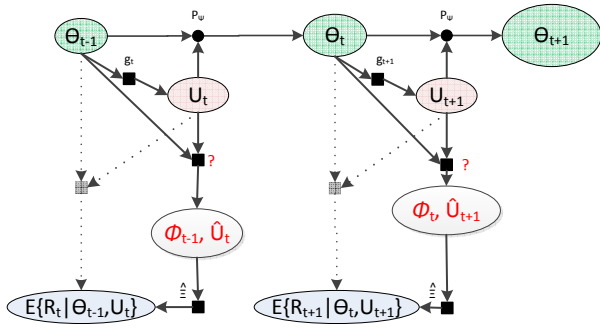 Θt-1
Pψ
Θt
Pψ
Θt+1
gt
gt+1
Ut
Ut+1
?
?
Φt-1, Ût
Φt, Ût+1
E{Rt|Θt-1,Ut}
Ξ̂
E{Rt+1|Θt,Ut+1}
Ξ̂